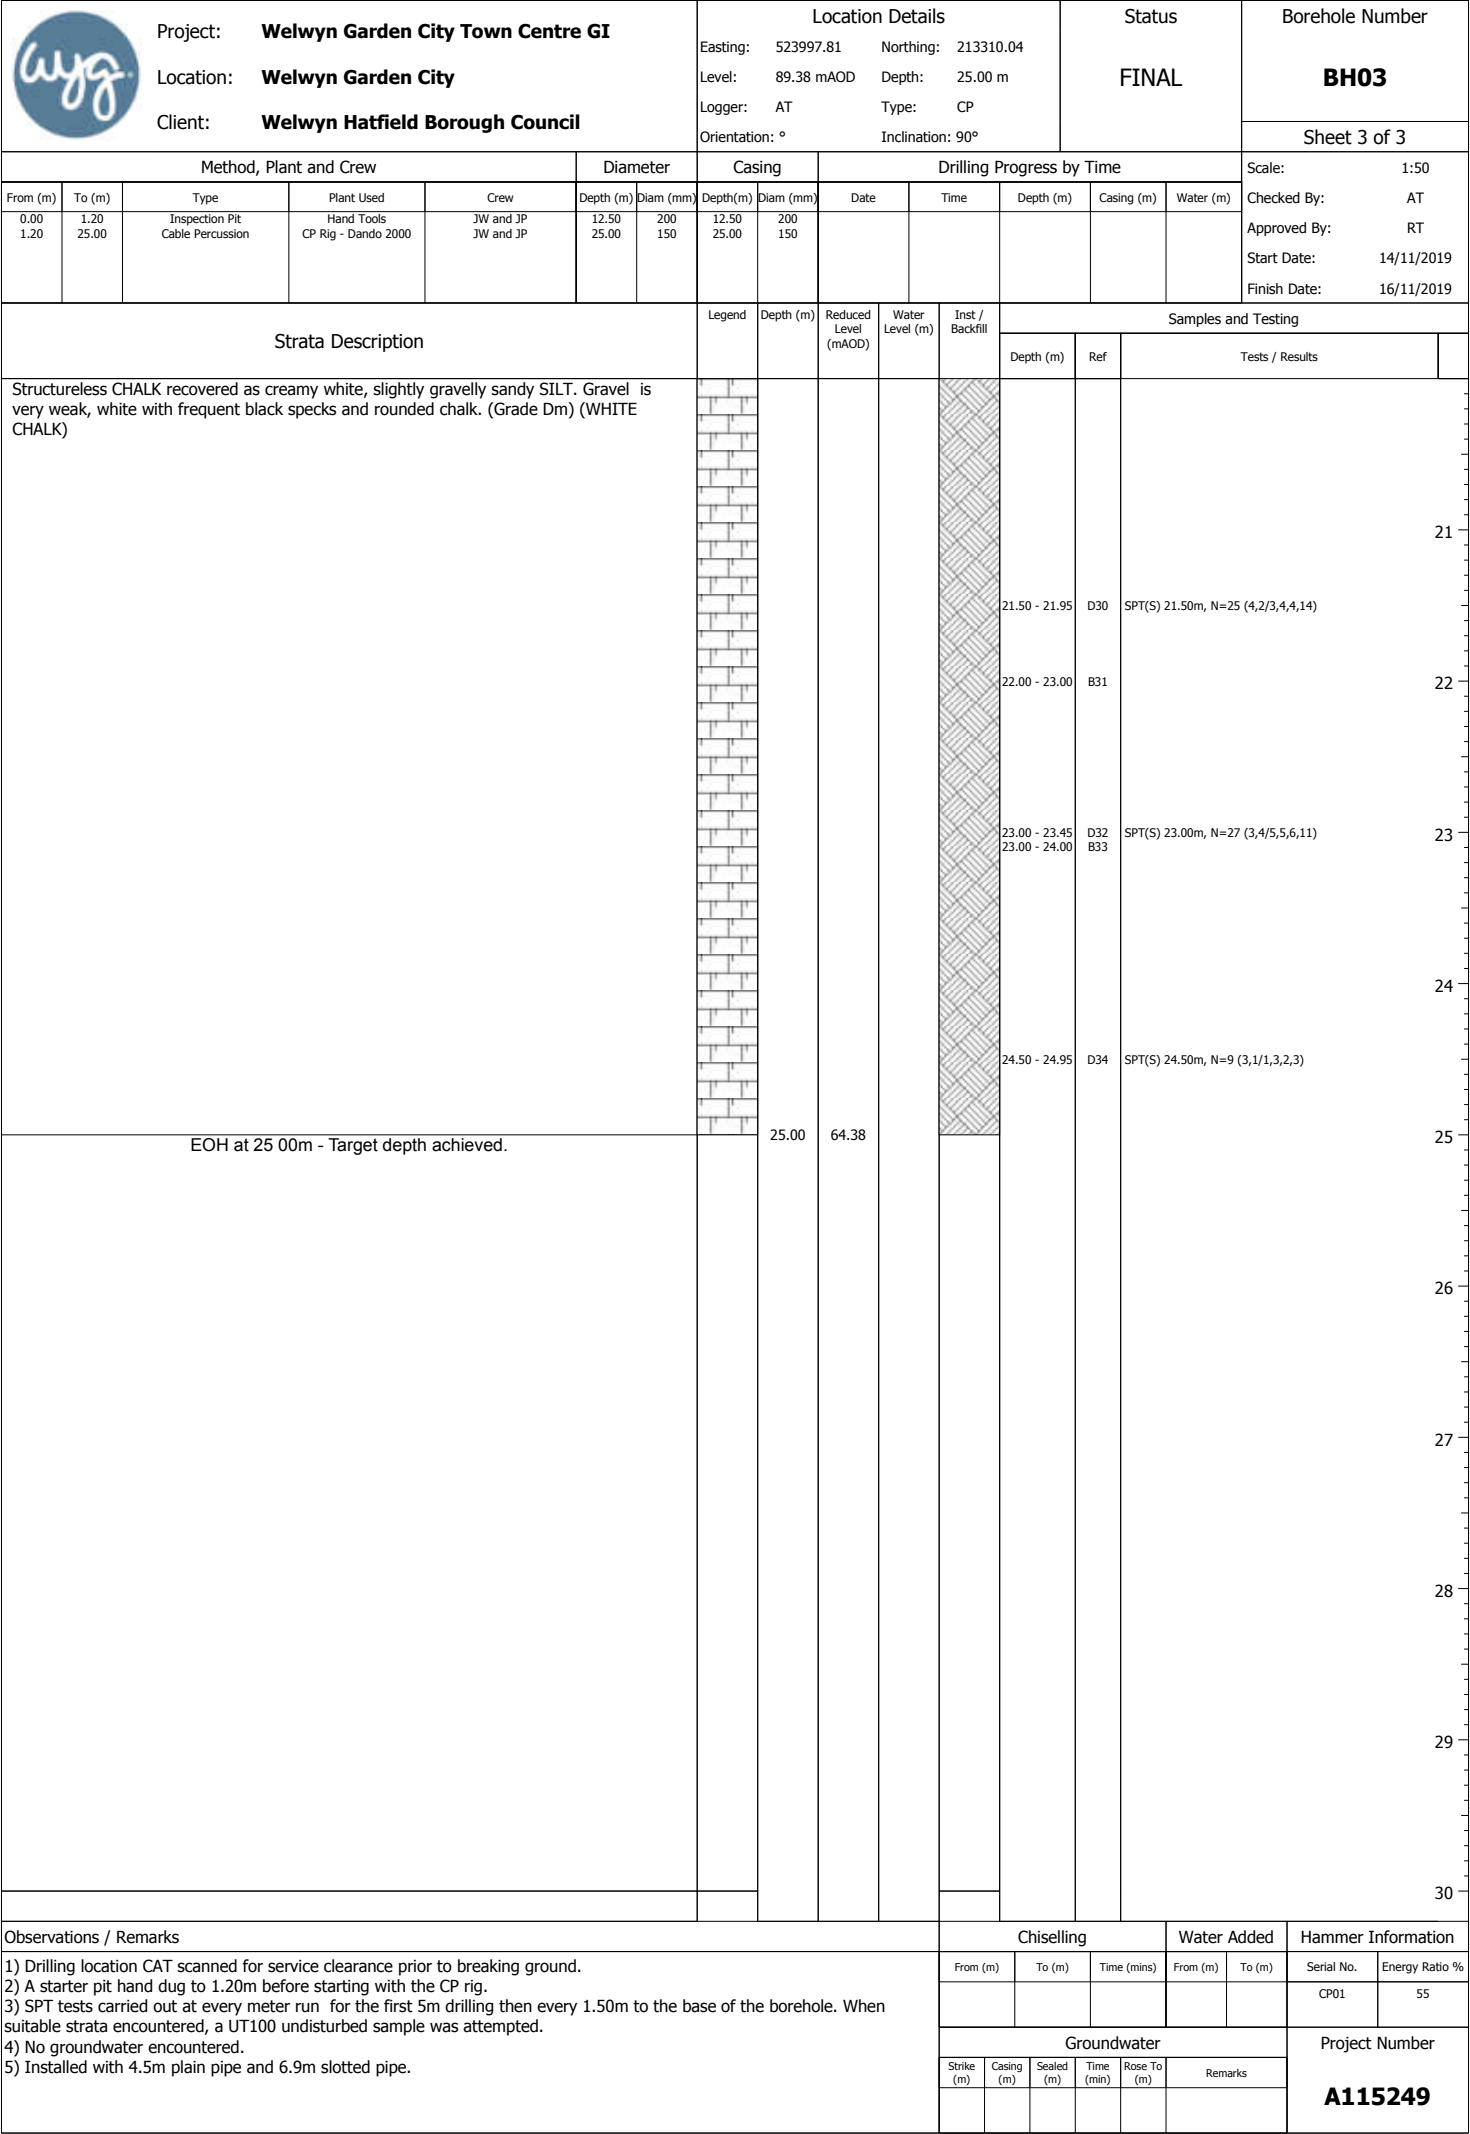 wyg.
Project: Welwyn Garden City Town Centre GI
Location: Welwyn Garden City
Client: Welwyn Hatfield Borough Council
Location Details
Easting: 523997.81 Northing: 213310.04
Level: 89.38 mAOD Depth: 25.00 m
Logger: AT Type: CP
Orientation: ° Inclination: 90°
Status
FINAL
Borehole Number
BH03
Sheet 3 of 3
Method, Plant and Crew Diameter Casing Drilling Progress by Time
From (m) To (m) Type Plant Used Crew Depth (m) Diam (mm) Depth(m) Diam (mm) Date Time Depth (m) Casing (m) Water (m)
0.00 1.20 Inspection Pit Hand Tools JW and JP 12.50 200 12.50 200
1.20 25.00 Cable Percussion CP Rig - Dando 2000 JW and JP 25.00 150 25.00 150
Scale: 1:50
Checked By: AT
Approved By: RT
Start Date: 14/11/2019
Finish Date: 16/11/2019
Strata Description
Legend Depth (m) Reduced Level (mAOD) Water Level (m) Inst / Backfill
Samples and Testing
Depth (m) Ref Tests / Results
Structureless CHALK recovered as creamy white, slightly gravelly sandy SILT. Gravel is
very weak, white with frequent black specks and rounded chalk. (Grade Dm) (WHITE
CHALK)
21
21.50 - 21.95 D30 SPT(S) 21.50m, N=25 (4,2/3,4,4,14)
22.00 - 23.00 B31
22
23.00 - 23.45 D32 SPT(S) 23.00m, N=27 (3,4/5,5,6,11)
23
23.00 - 24.00 B33
24
24.50 - 24.95 D34 SPT(S) 24.50m, N=9 (3,1/1,3,2,3)
25.00 64.38
25
EOH at 25 00m - Target depth achieved.
26
27
28
29
30
Observations / Remarks
1) Drilling location CAT scanned for service clearance prior to breaking ground.
2) A starter pit hand dug to 1.20m before starting with the CP rig.
3) SPT tests carried out at every meter run for the first 5m drilling then every 1.50m to the base of the borehole. When
suitable strata encountered, a UT100 undisturbed sample was attempted.
4) No groundwater encountered.
5) Installed with 4.5m plain pipe and 6.9m slotted pipe.
Chiselling Water Added Hammer Information
From (m) To (m) Time (mins) From (m) To (m) Serial No. Energy Ratio %
CP01 55
Groundwater
Strike (m) Casing (m) Sealed (m) Time (min) Rose To (m) Remarks
Project Number
A115249